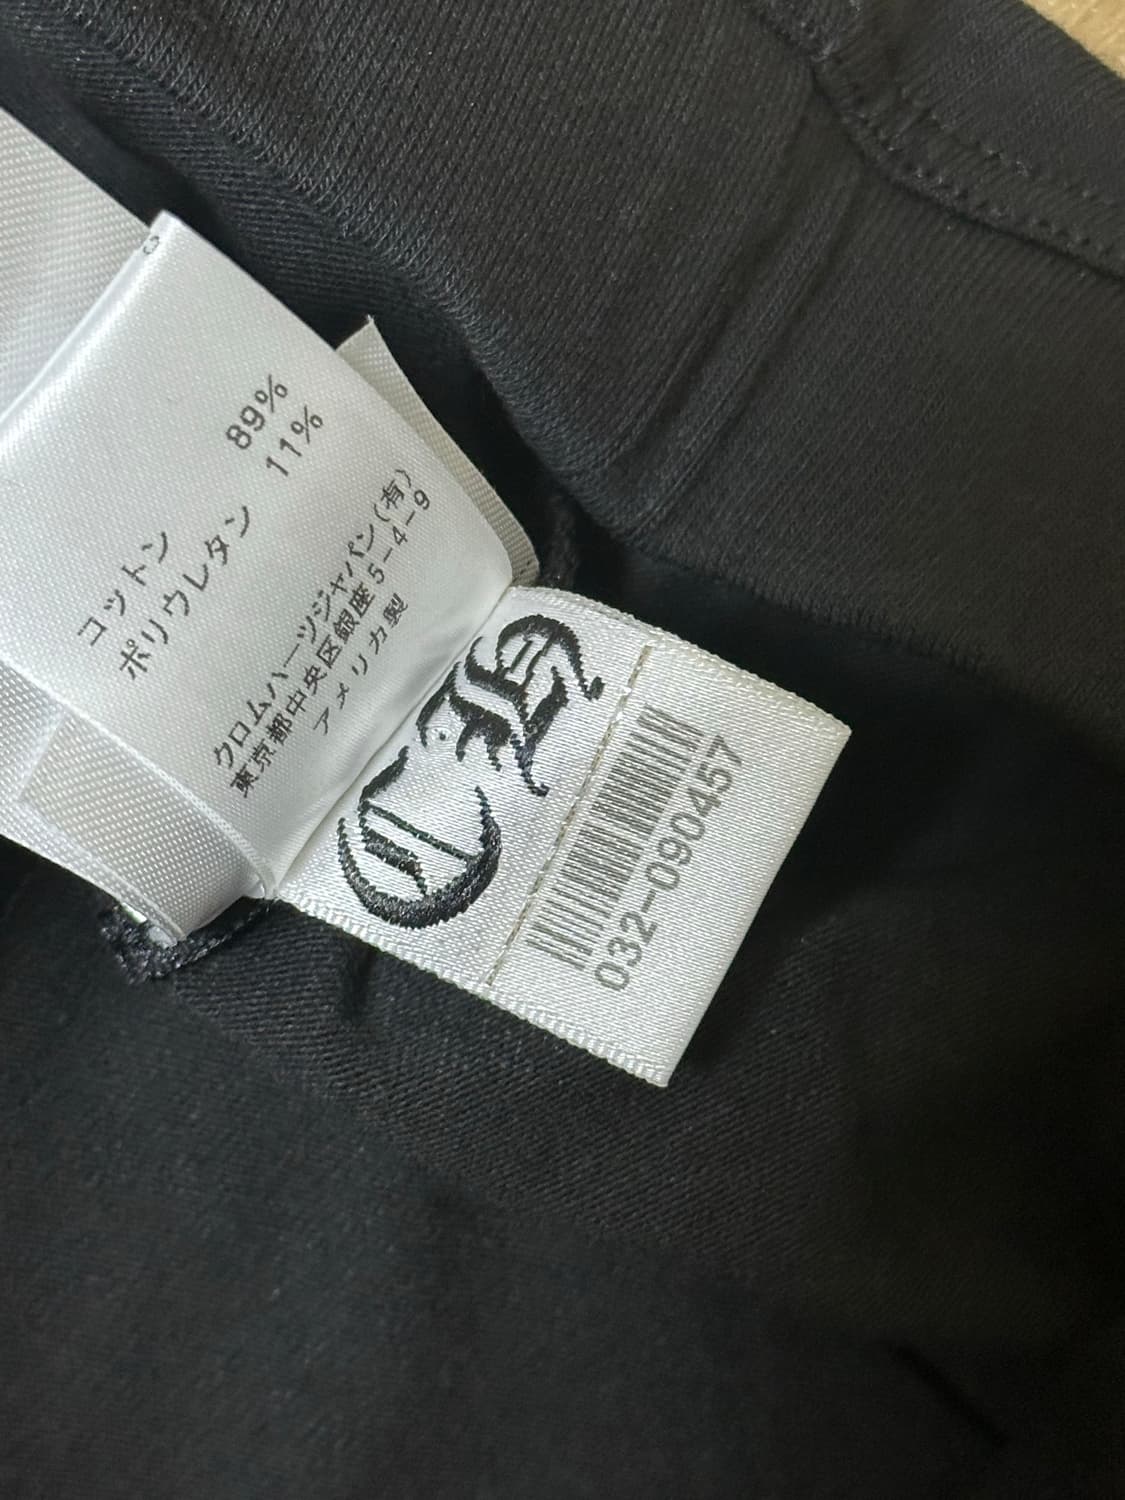 コットン 89%
ポリウレタン 11%
クロムハーツジャパン(有)
東京都中央区銀座5-4-9
アメリカ製
CH
032-090457